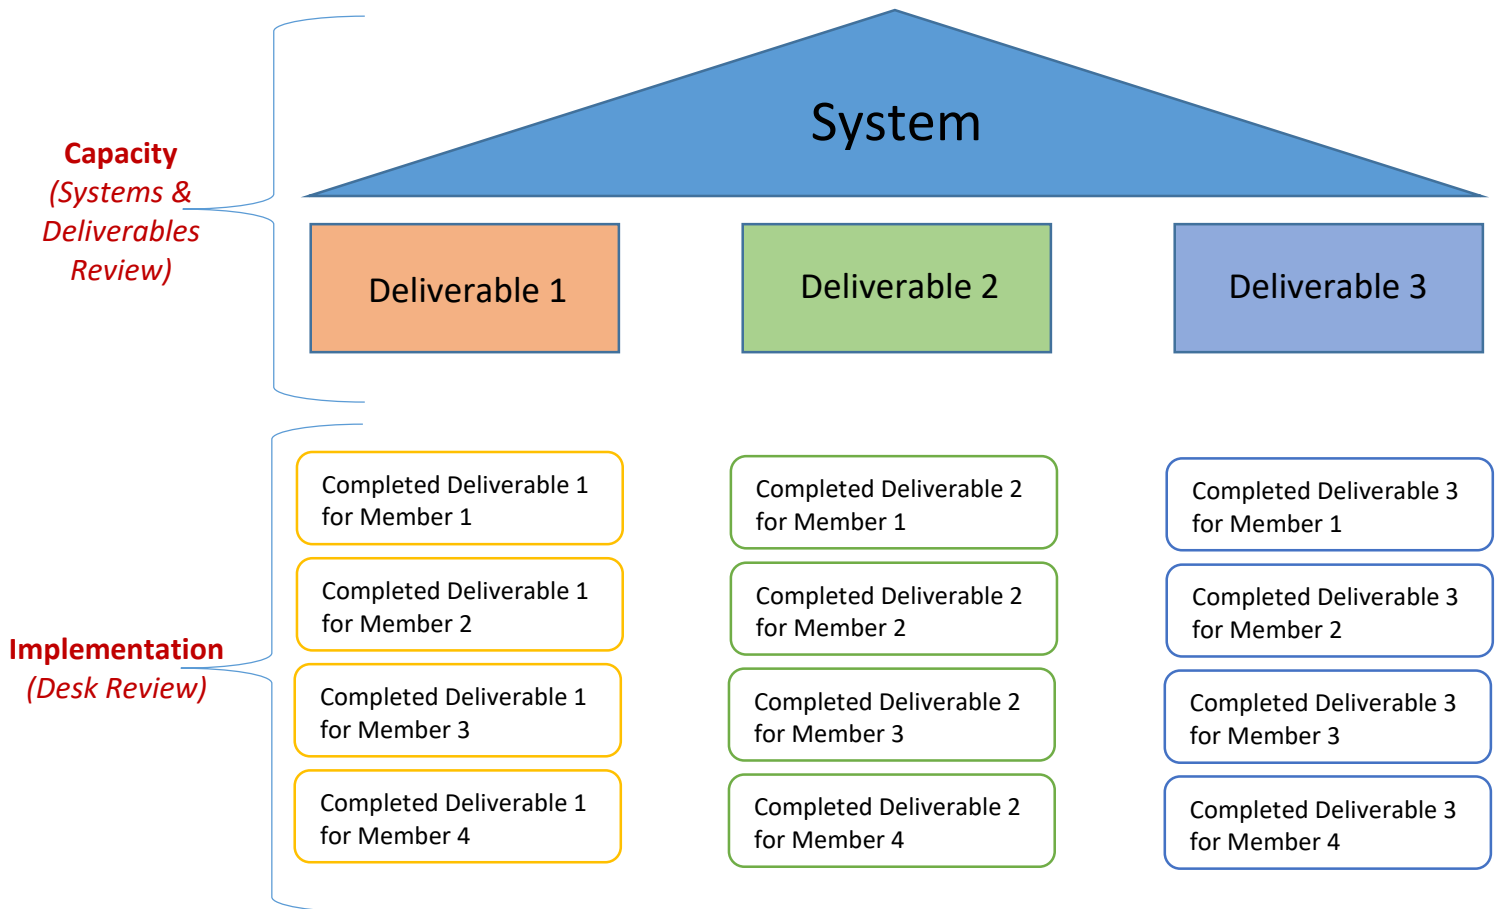 System
Capacity
(Systems &
Deliverables
Review)
Deliverable 1
Deliverable 2
Deliverable 3
Implementation
(Desk Review)
Completed Deliverable 1
for Member 1
Completed Deliverable 2
for Member 1
Completed Deliverable 3
for Member 1
Completed Deliverable 1
for Member 2
Completed Deliverable 2
for Member 2
Completed Deliverable 3
for Member 2
Completed Deliverable 1
for Member 3
Completed Deliverable 2
for Member 3
Completed Deliverable 3
for Member 3
Completed Deliverable 1
for Member 4
Completed Deliverable 2
for Member 4
Completed Deliverable 3
for Member 4